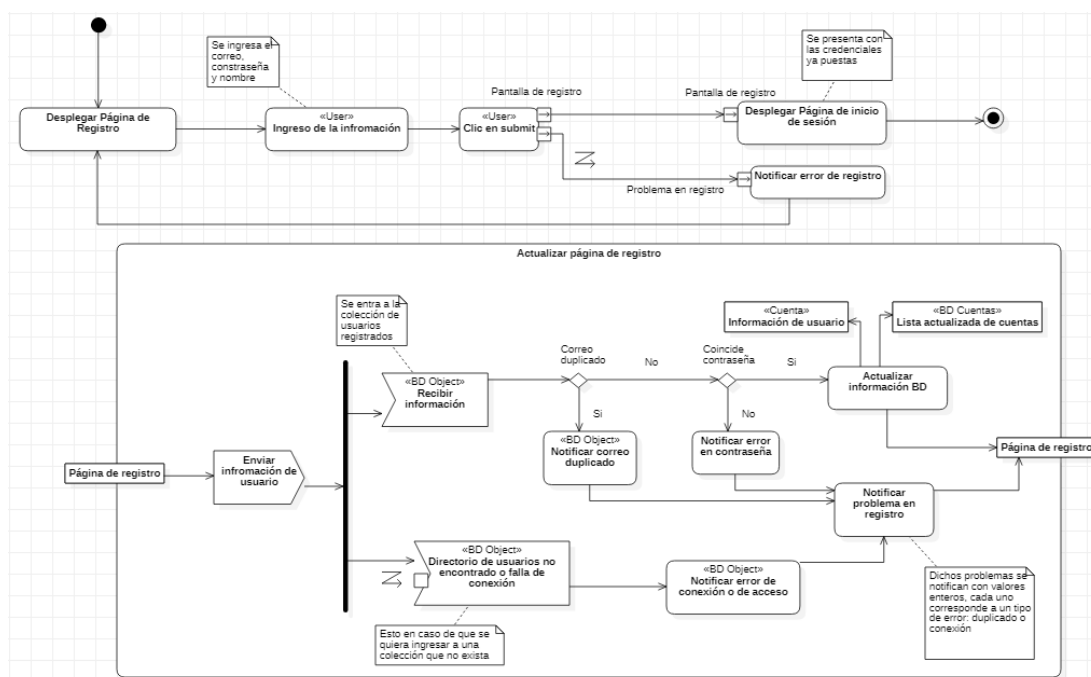 Se ingresa el
correo,
constraseña
y nombre
Se presenta con
las credenciales
ya puestas
Pantalla de registro
Pantalla de registro
Desplegar Página de
Registro
«User»
Ingreso de la infromación
«User»
Clic en submit
Desplegar Página de inicio
de sesión
Notificar error de registro
Problema en registro
Actualizar página de registro
Se entra a la
colección de
usuarios
registrados
«Cuenta»
Información de usuario
«BD Cuentas»
Lista actualizada de cuentas
Correo
duplicado
No
Coincide
contraseña
Si
«BD Object»
Recibir
información
Actualizar
información BD
Si
No
«BD Object»
Notificar correo
duplicado
Notificar error
en contraseña
Página de registro
Página de registro
Enviar
infromación de
usuario
Notificar
problema en
registro
«BD Object»
Directorio de usuarios no
encontrado o falla de
conexión
«BD Object»
Notificar error de
conexión o de acceso
Dichos problemas se
notifican con valores
enteros, cada uno
corresponde a un tipo
de error: duplicado o
conexión
Esto en caso de que se
quiera ingresar a una
colección que no exista